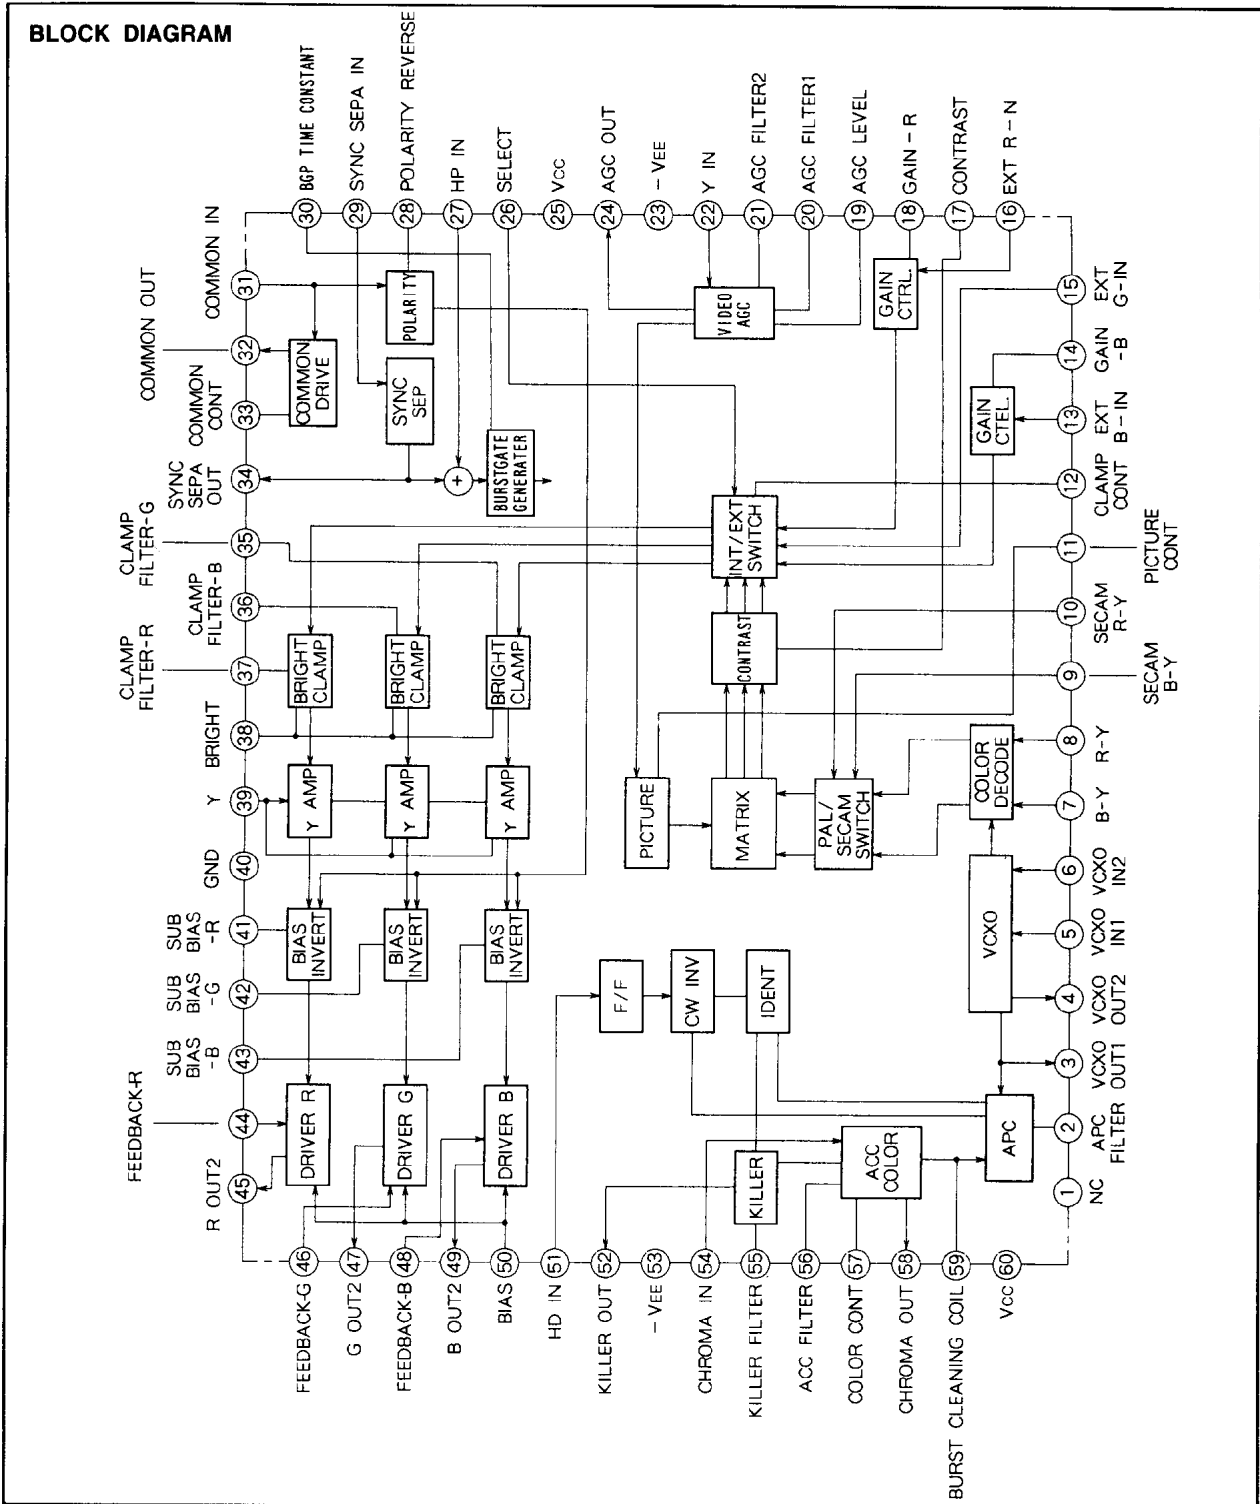 BLOCK DIAGRAM
30 BGP TIME CONSTANT
29 SYNC SEPA IN
28 POLARITY REVERSE
27 HP IN
26 SELECT
25 VCC
24 AGC OUT
23 - VEE
22 Y IN
21 AGC FILTER2
20 AGC FILTER1
19 AGC LEVEL
18 GAIN - R
17 CONTRAST
16 EXT R - N
COMMON IN
31
COMMON OUT
32
COMMON
CONT
33
SYNC
SEPA
OUT
34
CLAMP
FILTER-G
35
CLAMP
FILTER-B
36
CLAMP
FILTER-R
37
BRIGHT
38
Y
39
GND
40
SUB
BIAS
-R
41
SUB
BIAS
-G
42
SUB
BIAS
-B
43
FEEDBACK-R
44
R OUT2
45
POLARITY
COMMON
DRIVE
SYNC
SEP
+
BURSTGATE
GENERATER
BRIGHT
CLAMP
BRIGHT
CLAMP
BRIGHT
CLAMP
Y AMP
Y AMP
Y AMP
BIAS
INVERT
BIAS
INVERT
BIAS
INVERT
DRIVER R
DRIVER G
DRIVER B
VIDEO
AGC
GAIN
CTRL.
GAIN
CTEL.
INT/EXT
SWITCH
CONTRAST
PICTURE
MATRIX
PAL/
SECAM
SWITCH
COLOR
DECODE
VCXO
F/F
CW INV
IDENT
KILLER
ACC
COLOR
APC
15
EXT
G-IN
14
GAIN
-B
13
EXT
B-IN
12
CLAMP
CONT
11
PICTURE
CONT
10
SECAM
R-Y
9
SECAM
B-Y
8
R-Y
7
B-Y
6
VCXO
IN2
5
VCXO
IN1
4
VCXO
OUT2
3
VCXO
OUT1
2
APC
FILTER
1
NC
46
FEEDBACK-G
47
G OUT2
48
FEEDBACK-B
49
B OUT2
50
BIAS
51
HD IN
52
KILLER OUT
53
- VEE
54
CHROMA IN
55
KILLER FILTER
56
ACC FILTER
57
COLOR CONT
58
CHROMA OUT
59
BURST CLEANING COIL
60
VCC